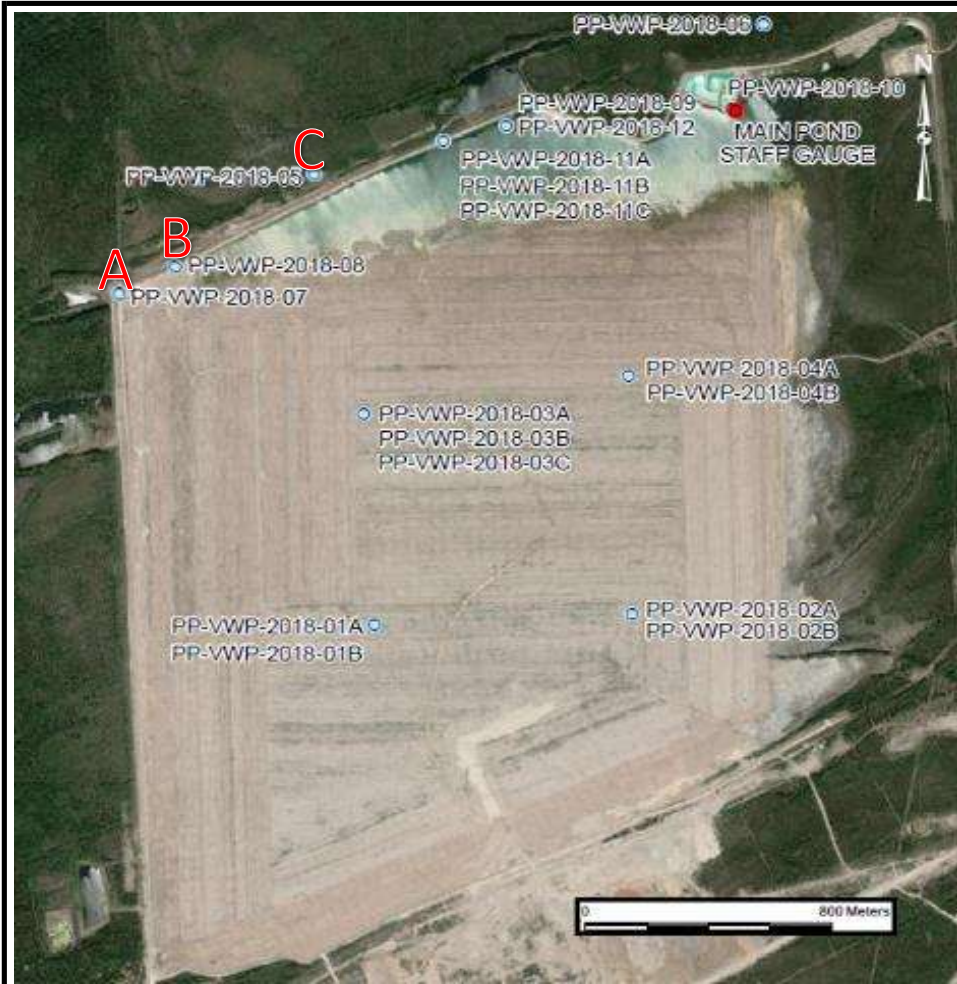 PP-VWP-2018-06
N
PP-VWP-2018-10
PP-VWP-2018-09
PP-VWP-2018-12
MAIN POND
STAFF GAUGE
C
PP-VWP-2018-05
PP-VWP-2018-11A
PP-VWP-2018-11B
PP-VWP-2018-11C
B
PP-VWP-2018-08
A
PP-VWP-2018-07
PP-VWP-2018-04A
PP-VWP-2018-04B
PP-VWP-2018-03A
PP-VWP-2018-03B
PP-VWP-2018-03C
PP-VWP-2018-01A
PP-VWP-2018-01B
PP-VWP-2018-02A
PP-VWP-2018-02B
0 800 Meters